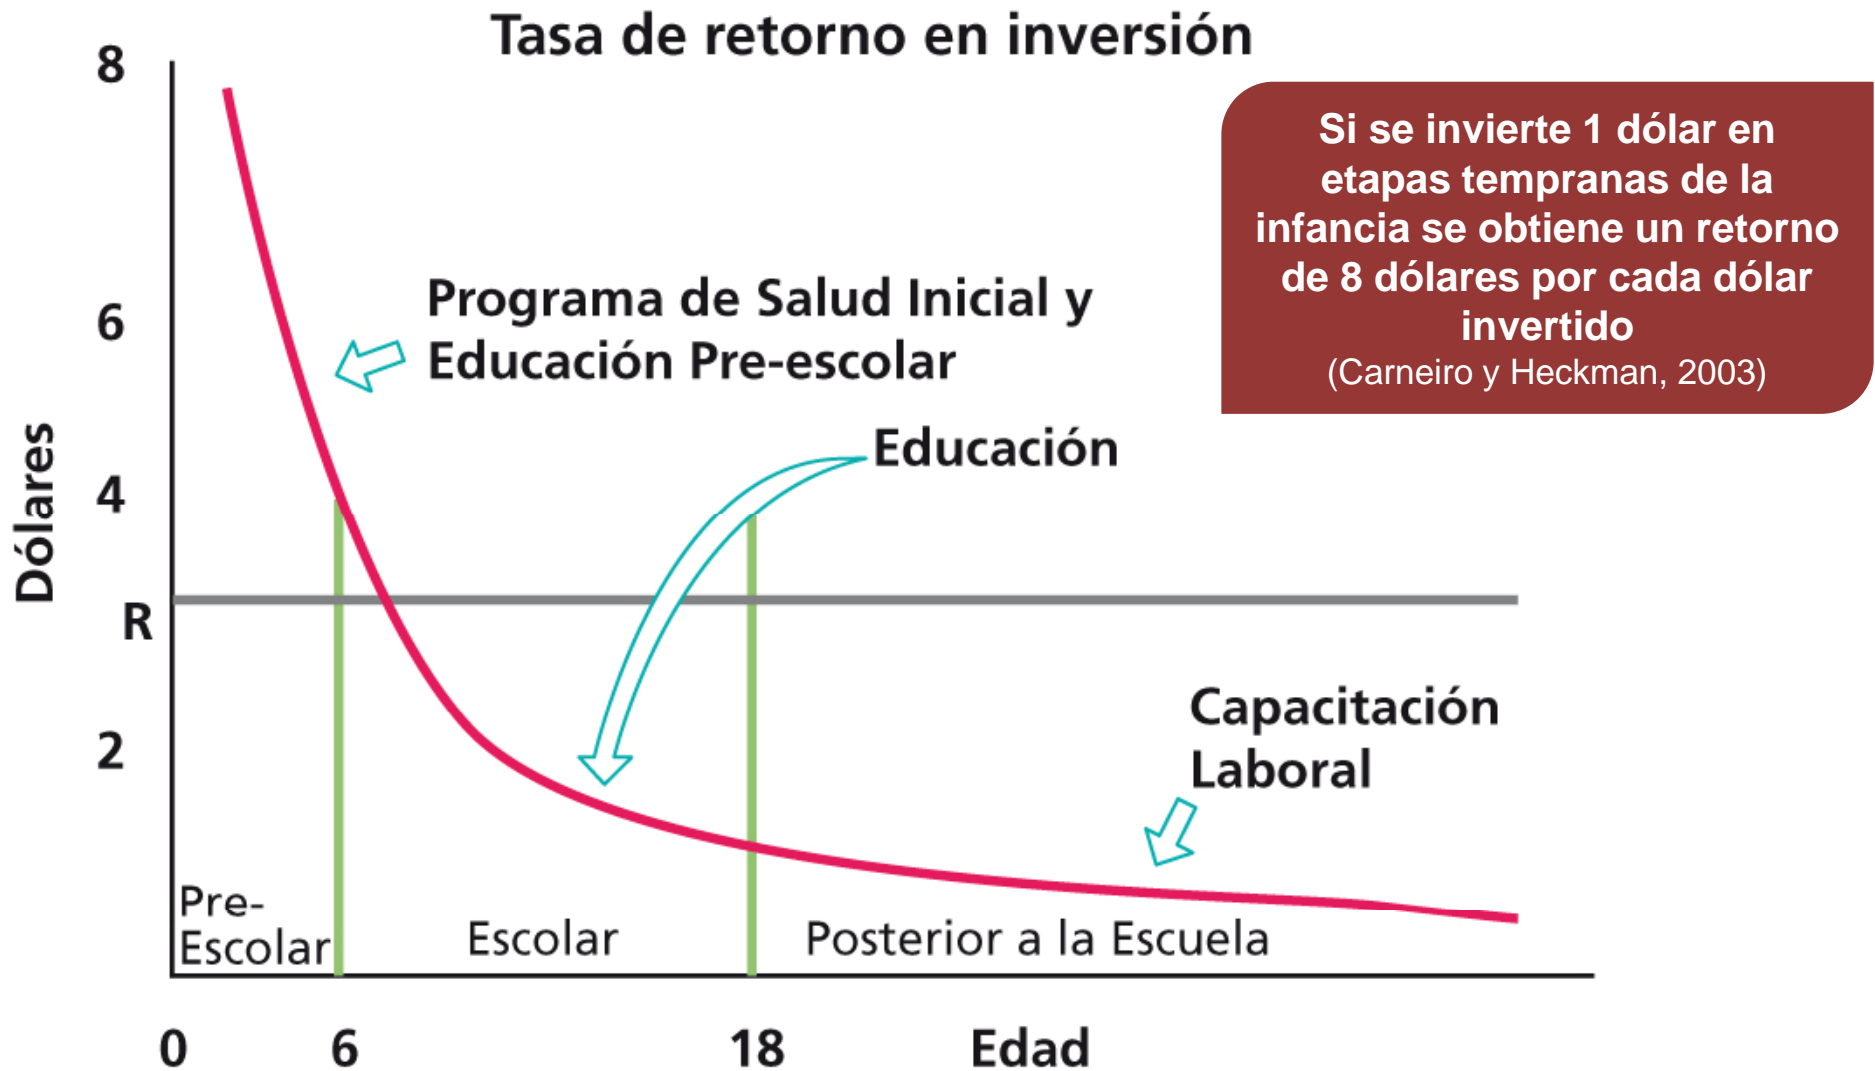 Tasa de retorno en inversión
8
Si se invierte 1 dólar en
etapas tempranas de la
infancia se obtiene un retorno
de 8 dólares por cada dólar
invertido
(Carneiro y Heckman, 2003)
Programa de Salud Inicial y
Educación Pre-escolar
6
Educación
4
Dólares
R
Capacitación
Laboral
2
Pre-
Escolar
Escolar
Posterior a la Escuela
0
6
18
Edad